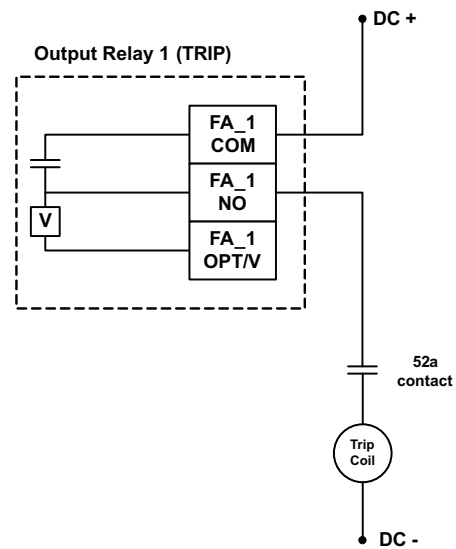 DC +
Output Relay 1 (TRIP)
FA_1
COM
FA_1
NO
V
FA_1
OPT/V
52a
contact
Trip
Coil
DC -